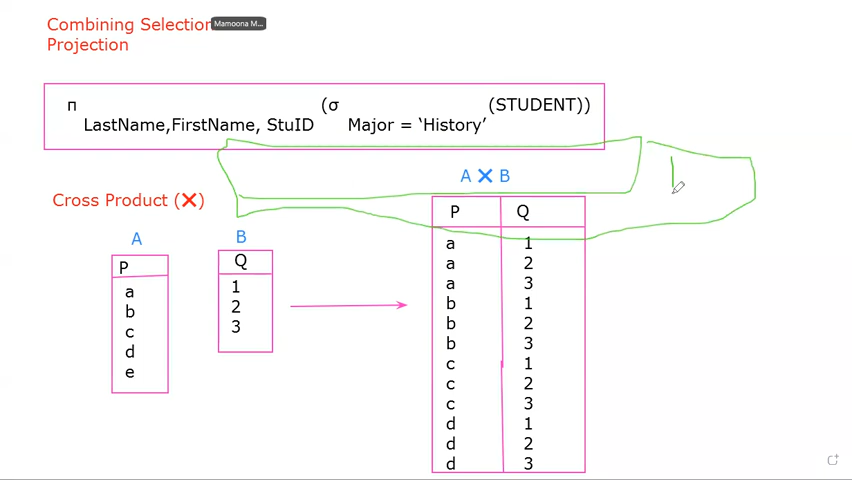 Combining Selection
Mamoona M...
Projection
π (σ (STUDENT))
LastName,FirstName, StuID Major = ‘History’
A ✕ B
Cross Product (✕)
P Q
A B
P Q
a 1
a 2
a 3
b 1
b 2
b 3
c 1
c 2
c 3
d 1
d 2
d 3
a 1
b 2
c 3
d
e